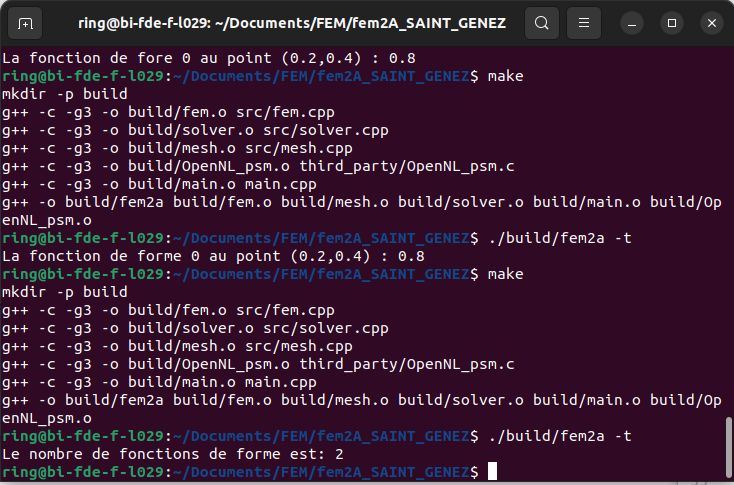 ring@bi-fde-f-l029: ~/Documents/FEM/fem2A_SAINT_GENEZ
La fonction de fore 0 au point (0.2,0.4) : 0.8
ring@bi-fde-f-l029:~/Documents/FEM/fem2A_SAINT_GENEZ$ make
mkdir -p build
g++ -c -g3 -o build/fem.o src/fem.cpp
g++ -c -g3 -o build/solver.o src/solver.cpp
g++ -c -g3 -o build/mesh.o src/mesh.cpp
g++ -c -g3 -o build/OpenNL_psm.o third_party/OpenNL_psm.c
g++ -c -g3 -o build/main.o main.cpp
g++ -o build/fem2a build/fem.o build/mesh.o build/solver.o build/main.o build/Op
enNL_psm.o
ring@bi-fde-f-l029:~/Documents/FEM/fem2A_SAINT_GENEZ$ ./build/fem2a -t
La fonction de forme 0 au point (0.2,0.4) : 0.8
ring@bi-fde-f-l029:~/Documents/FEM/fem2A_SAINT_GENEZ$ make
mkdir -p build
g++ -c -g3 -o build/fem.o src/fem.cpp
g++ -c -g3 -o build/solver.o src/solver.cpp
g++ -c -g3 -o build/mesh.o src/mesh.cpp
g++ -c -g3 -o build/OpenNL_psm.o third_party/OpenNL_psm.c
g++ -c -g3 -o build/main.o main.cpp
g++ -o build/fem2a build/fem.o build/mesh.o build/solver.o build/main.o build/Op
enNL_psm.o
ring@bi-fde-f-l029:~/Documents/FEM/fem2A_SAINT_GENEZ$ ./build/fem2a -t
Le nombre de fonctions de forme est: 2
ring@bi-fde-f-l029:~/Documents/FEM/fem2A_SAINT_GENEZ$